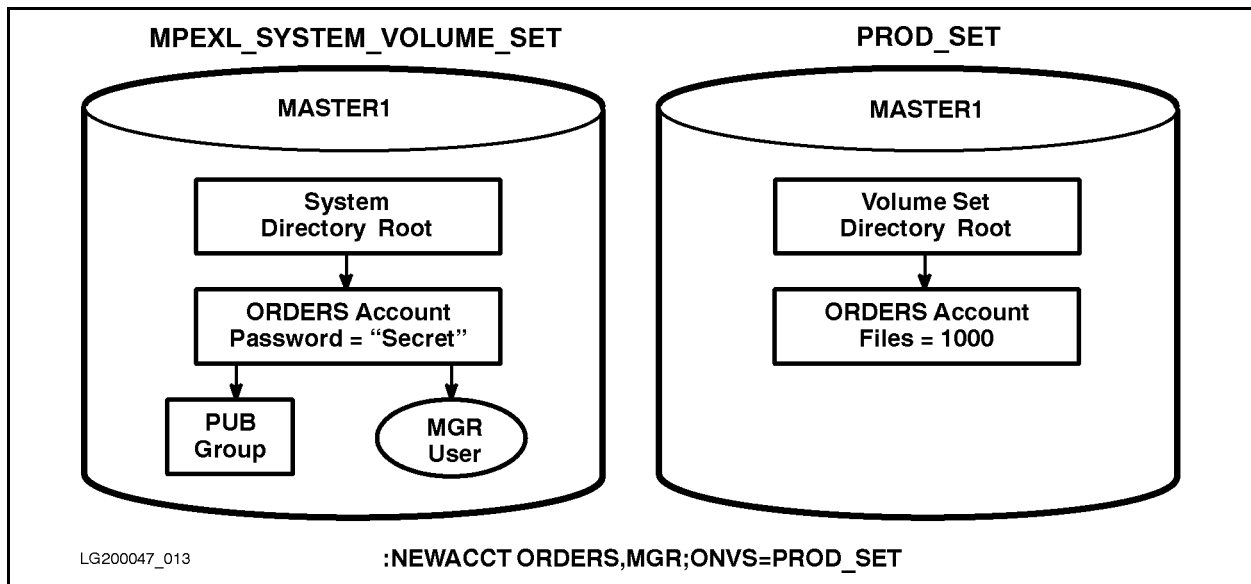 MPEXL_SYSTEM_VOLUME_SET
MASTER1
System
Directory Root
ORDERS Account
Password = “Secret”
PUB
Group
MGR
User
PROD_SET
MASTER1
Volume Set
Directory Root
ORDERS Account
Files = 1000
LG200047_013
:NEWACCT ORDERS,MGR;ONVS=PROD_SET